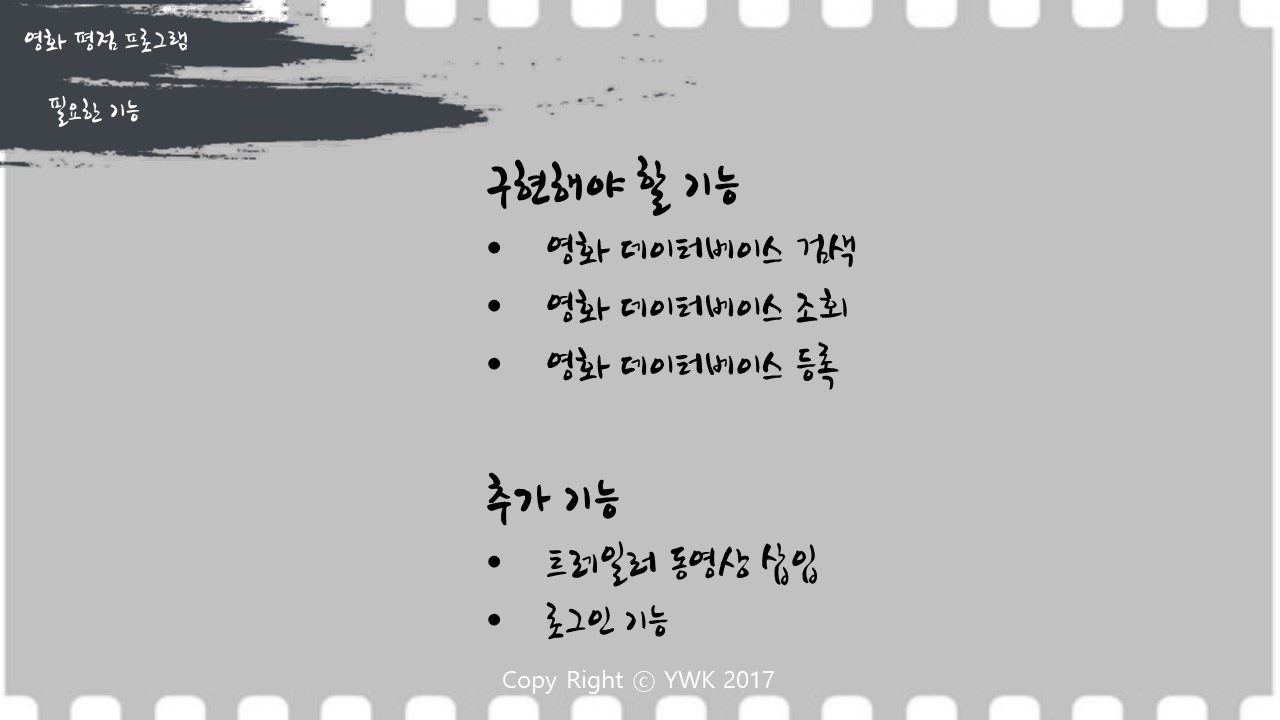 영화 평점 프로그램
필요한 기능
구현해야 할 기능
• 영화 데이터베이스 검색
• 영화 데이터베이스 조회
• 영화 데이터베이스 등록
추가 기능
• 트레일러 동영상 삽입
• 로그인 기능
Copy Right ⓒ YWK 2017